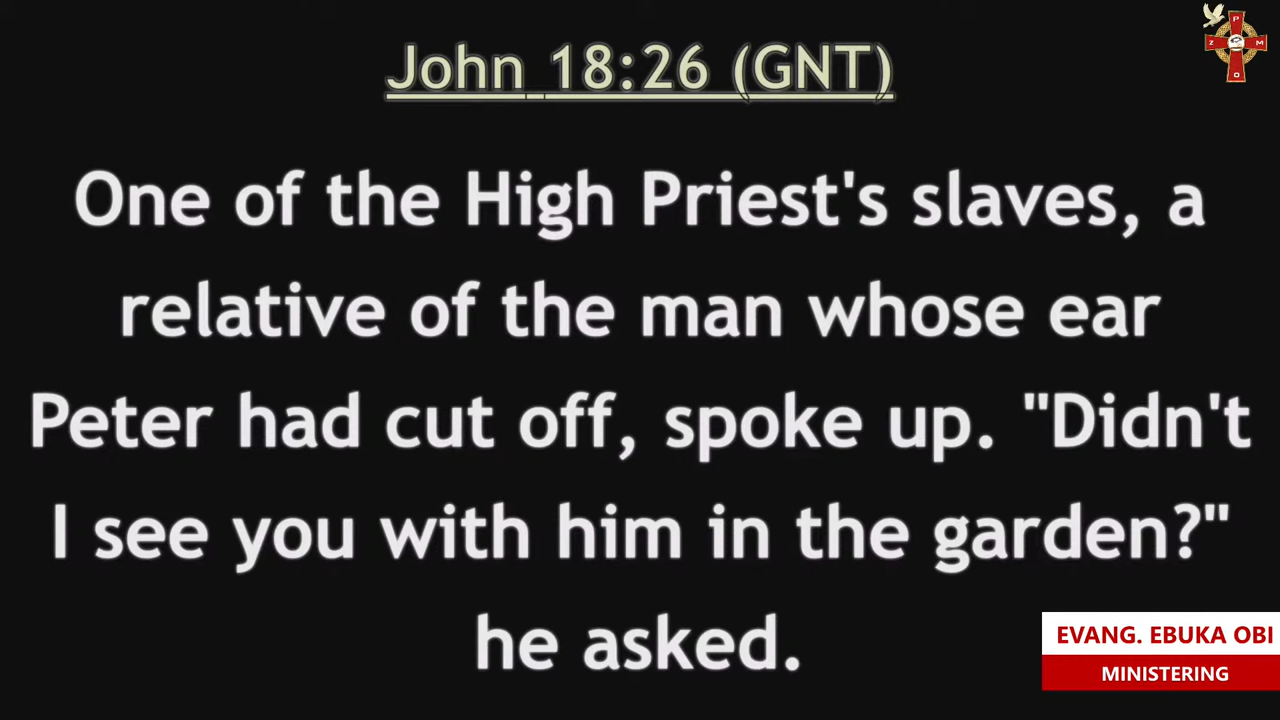 John 18:26 (GNT)
One of the High Priest's slaves, a
relative of the man whose ear
Peter had cut off, spoke up. "Didn't
I see you with him in the garden?"
he asked.
EVANG. EBUKA OBI
MINISTERING
P
Z M
O